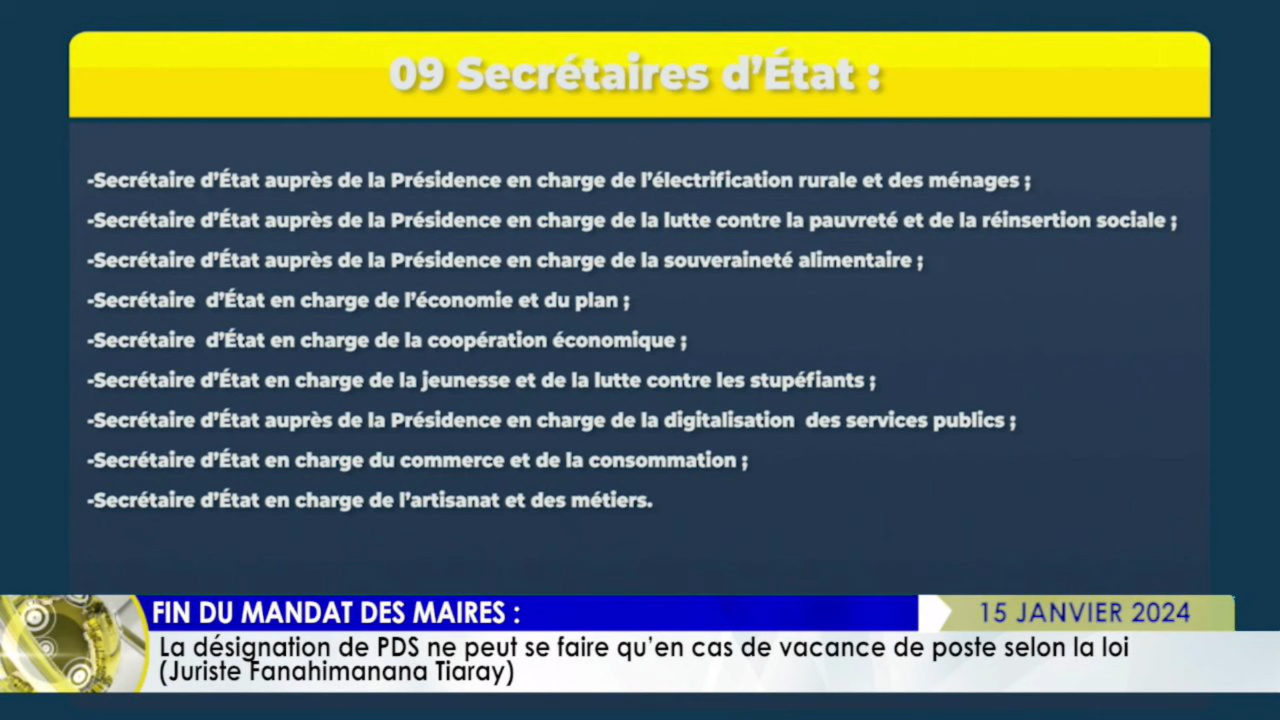 09 Secrétaires d'État :
-Secrétaire d'État auprès de la Présidence en charge de l'électrification rurale et des ménages ;
-Secrétaire d'État auprès de la Présidence en charge de la lutte contre la pauvreté et de la réinsertion sociale ;
-Secrétaire d'État auprès de la Présidence en charge de la souveraineté alimentaire ;
-Secrétaire  d'État en charge de l'économie et du plan ;
-Secrétaire  d'État en charge de la coopération économique ;
-Secrétaire d'État en charge de la jeunesse et de la lutte contre les stupéfiants ;
-Secrétaire d'État auprès de la Présidence en charge de la digitalisation  des services publics ;
-Secrétaire d'État en charge du commerce et de la consommation ;
-Secrétaire d'État en charge de l'artisanat et des métiers.
FIN DU MANDAT DES MAIRES :
15 JANVIER 2024
La désignation de PDS ne peut se faire qu'en cas de vacance de poste selon la loi
(Juriste Fanahimanana Tiaray)